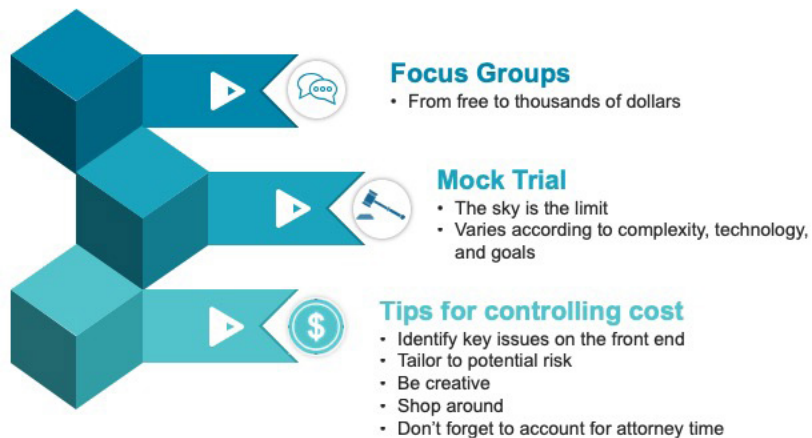 Focus Groups
• From free to thousands of dollars
Mock Trial
• The sky is the limit
• Varies according to complexity, technology,
and goals
$
Tips for controlling cost
• Identify key issues on the front end
• Tailor to potential risk
• Be creative
• Shop around
• Don’t forget to account for attorney time